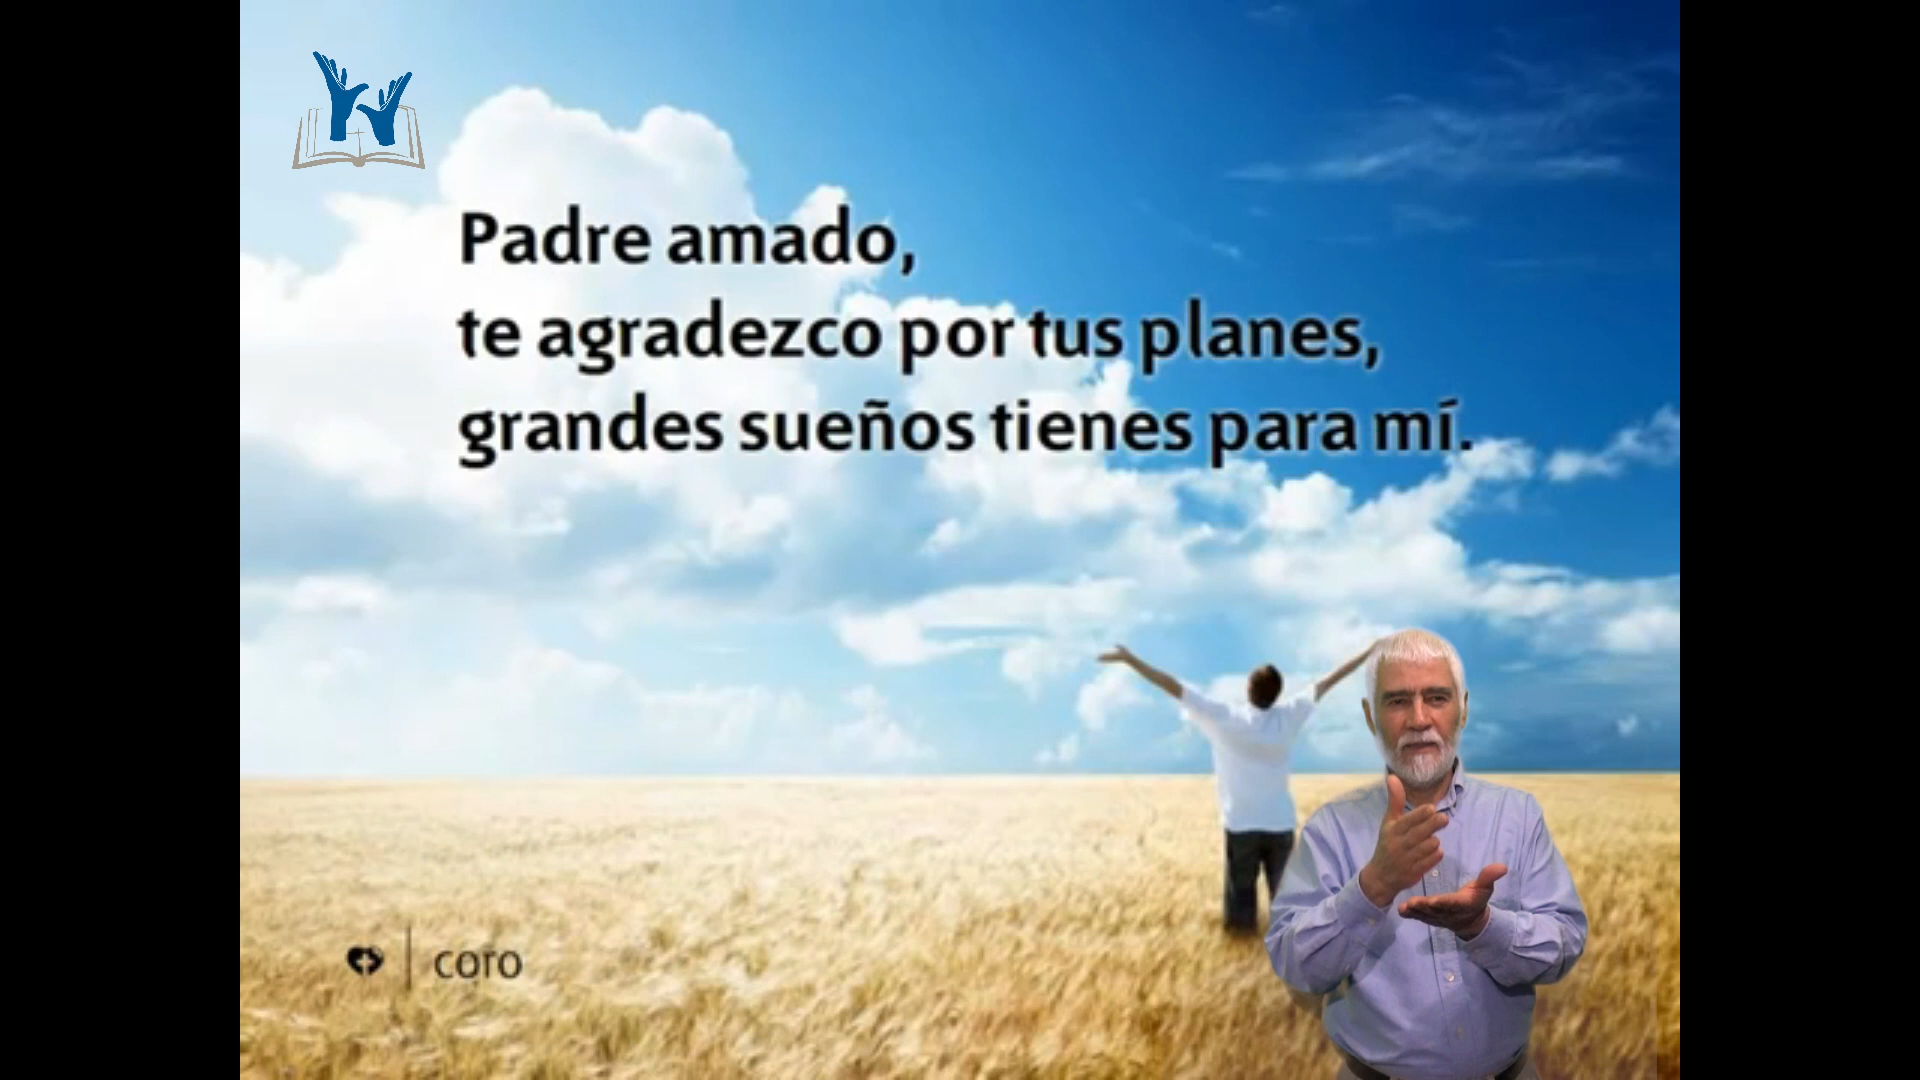 Padre amado,
te agradezco por tus planes,
grandes sueños tienes para mí.
coro